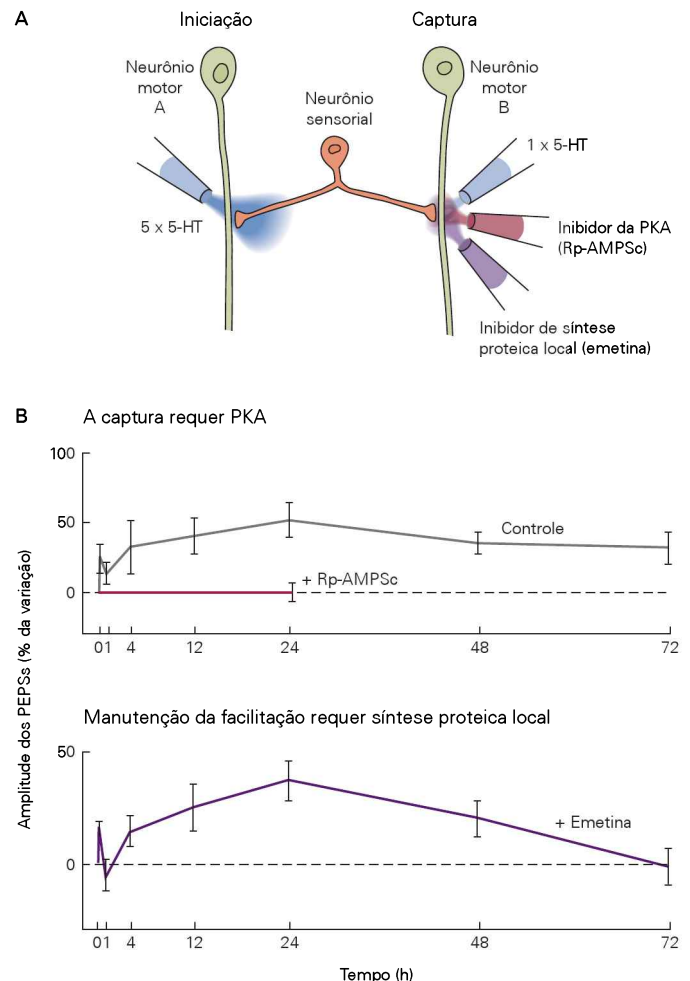 A
Iniciação
Captura
Neurônio
motor
A
Neurônio
sensorial
Neurônio
motor
B
1 x 5-HT
5 x 5-HT
Inibidor da PKA
(Rp-AMPSc)
Inibidor de síntese
proteica local (emetina)
B
A captura requer PKA
100
50
0
Controle
+ Rp-AMPSc
0 1 4 12 24 48 72
Manutenção da facilitação requer síntese proteica local
50
0
+ Emetina
0 1 4 12 24 48 72
Amplitude dos PEPSs (% da variação)
Tempo (h)